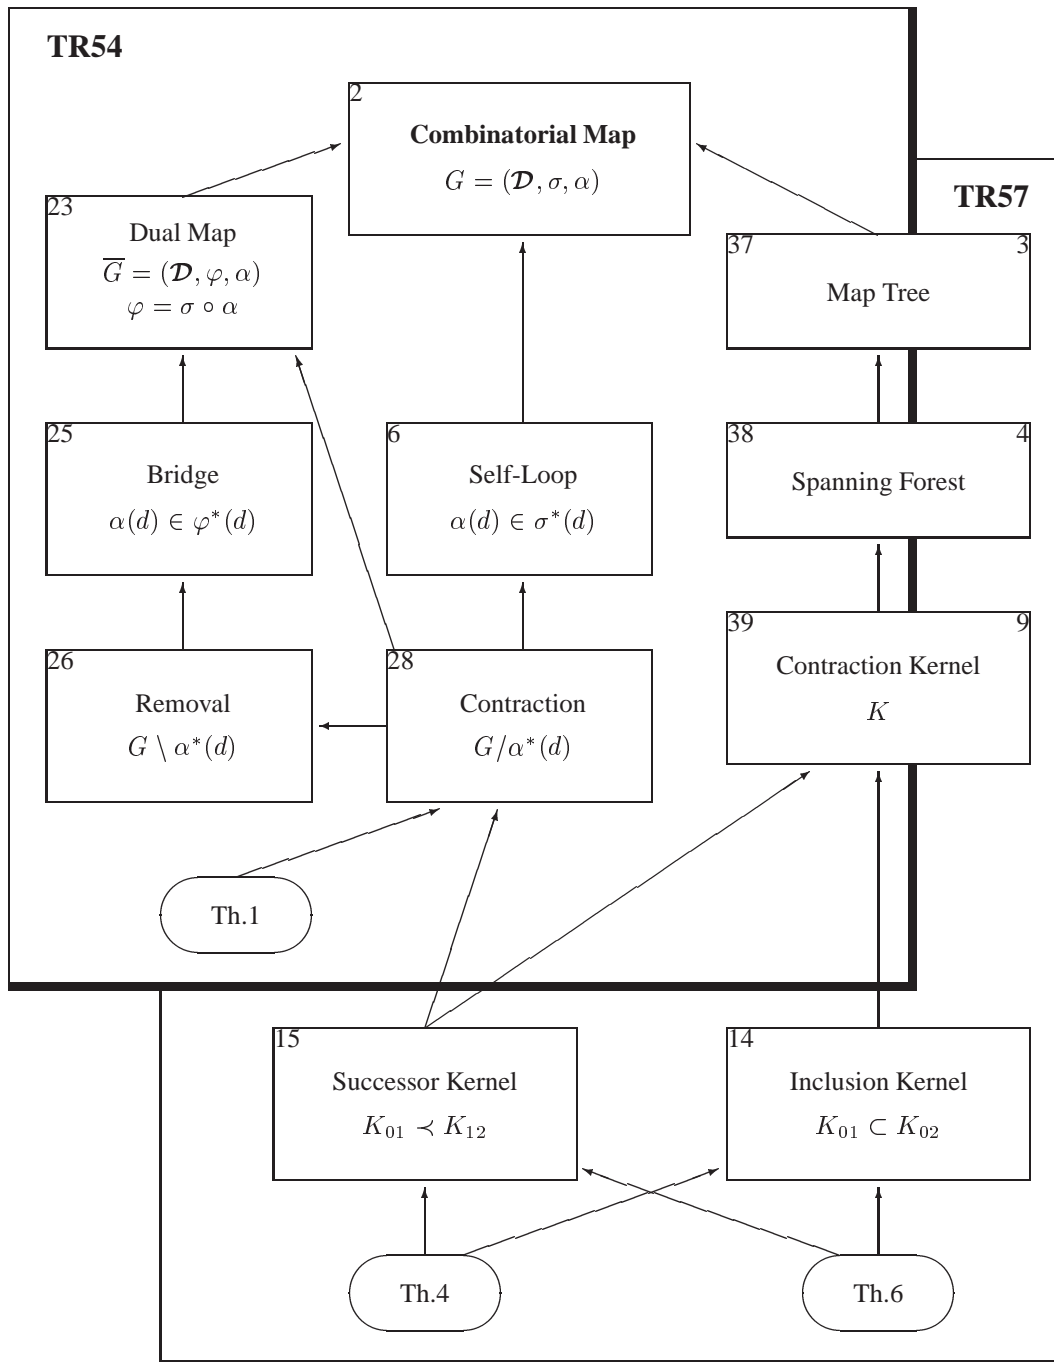 TR54
2
Combinatorial Map
G = (𝓓, σ, α)
TR57
23
Dual Map
G̅ = (𝓓, φ, α)
φ = σ ∘ α
37 3
Map Tree
25
Bridge
α(d) ∈ φ*(d)
6
Self-Loop
α(d) ∈ σ*(d)
38 4
Spanning Forest
39 9
Contraction Kernel
K
26
Removal
G \ α*(d)
28
Contraction
G/α*(d)
Th.1
15
Successor Kernel
K₀₁ ≺ K₁₂
14
Inclusion Kernel
K₀₁ ⊂ K₀₂
Th.4
Th.6